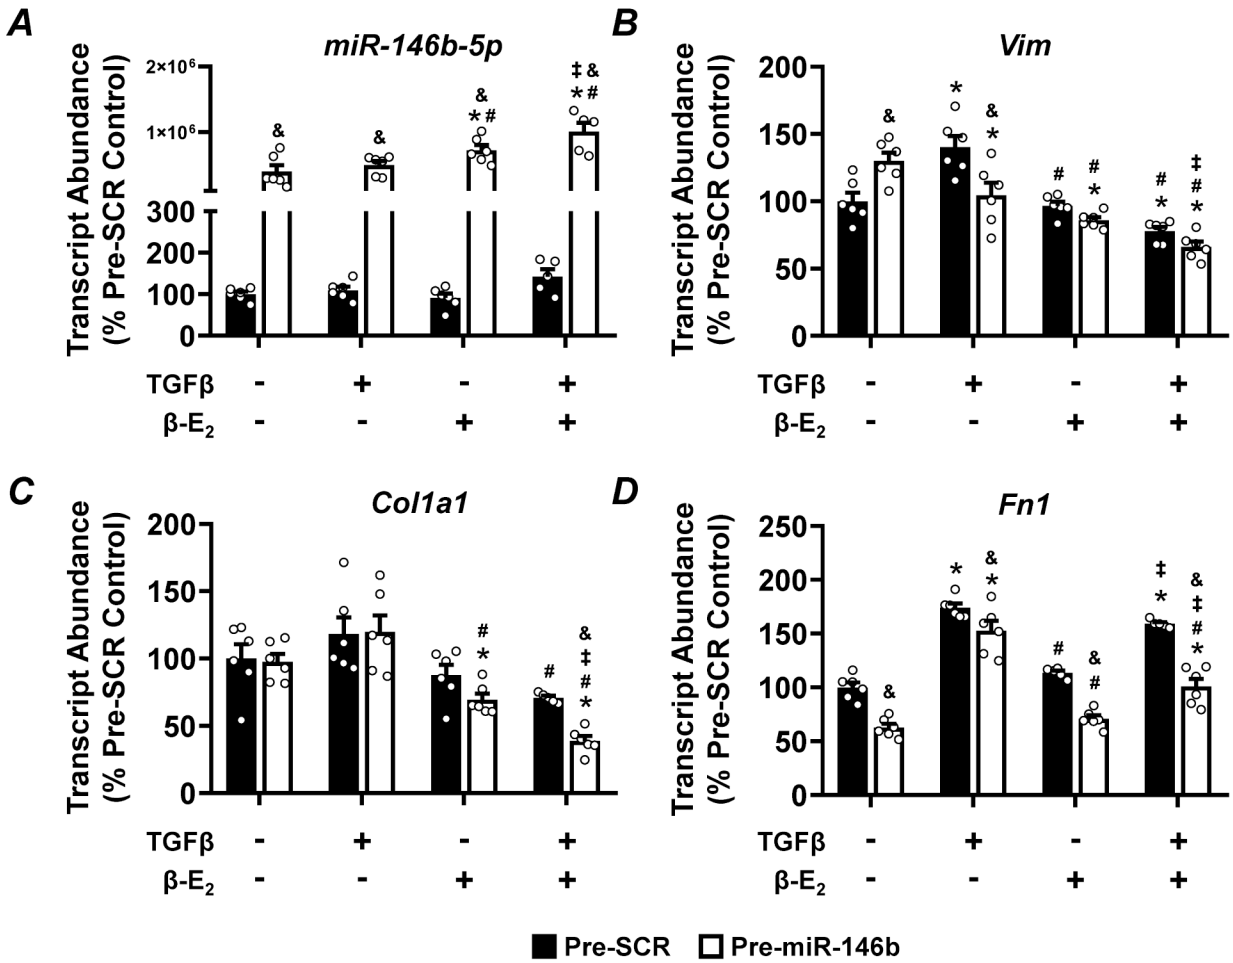 A
miR-146b-5p
Transcript Abundance
(% Pre-SCR Control)
2×10⁶
1×10⁶
300
200
100
0
&
&
&
* #
‡ &
* #
TGFβ - + - +
β-E₂ - - + +
B
Vim
Transcript Abundance
(% Pre-SCR Control)
200
150
100
50
0
&
*
&
*
#
#
*
#
*
‡
#
*
TGFβ - + - +
β-E₂ - - + +
C
Col1a1
Transcript Abundance
(% Pre-SCR Control)
200
150
100
50
0
#
*
#
&
‡
#
*
TGFβ - + - +
β-E₂ - - + +
D
Fn1
Transcript Abundance
(% Pre-SCR Control)
250
200
150
100
50
0
&
*
&
*
#
&
#
‡
*
&
‡
#
*
TGFβ - + - +
β-E₂ - - + +
Pre-SCR Pre-miR-146b